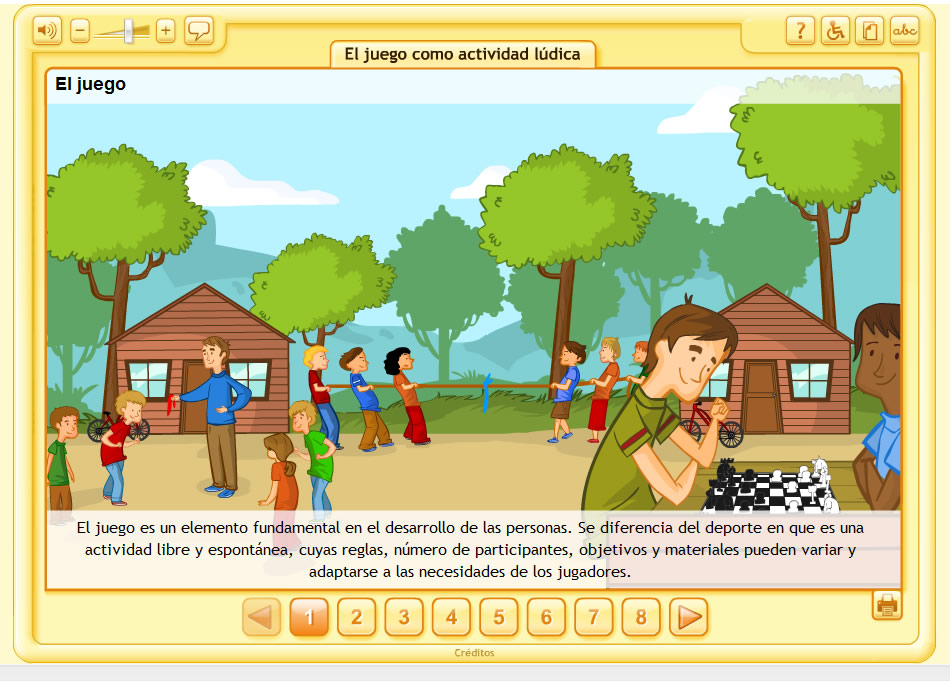 ?
abc
El juego como actividad lúdica
El juego
El juego es un elemento fundamental en el desarrollo de las personas. Se diferencia del deporte en que es una
actividad libre y espontánea, cuyas reglas, número de participantes, objetivos y materiales pueden variar y
adaptarse a las necesidades de los jugadores.
1 2 3 4 5 6 7 8
Créditos